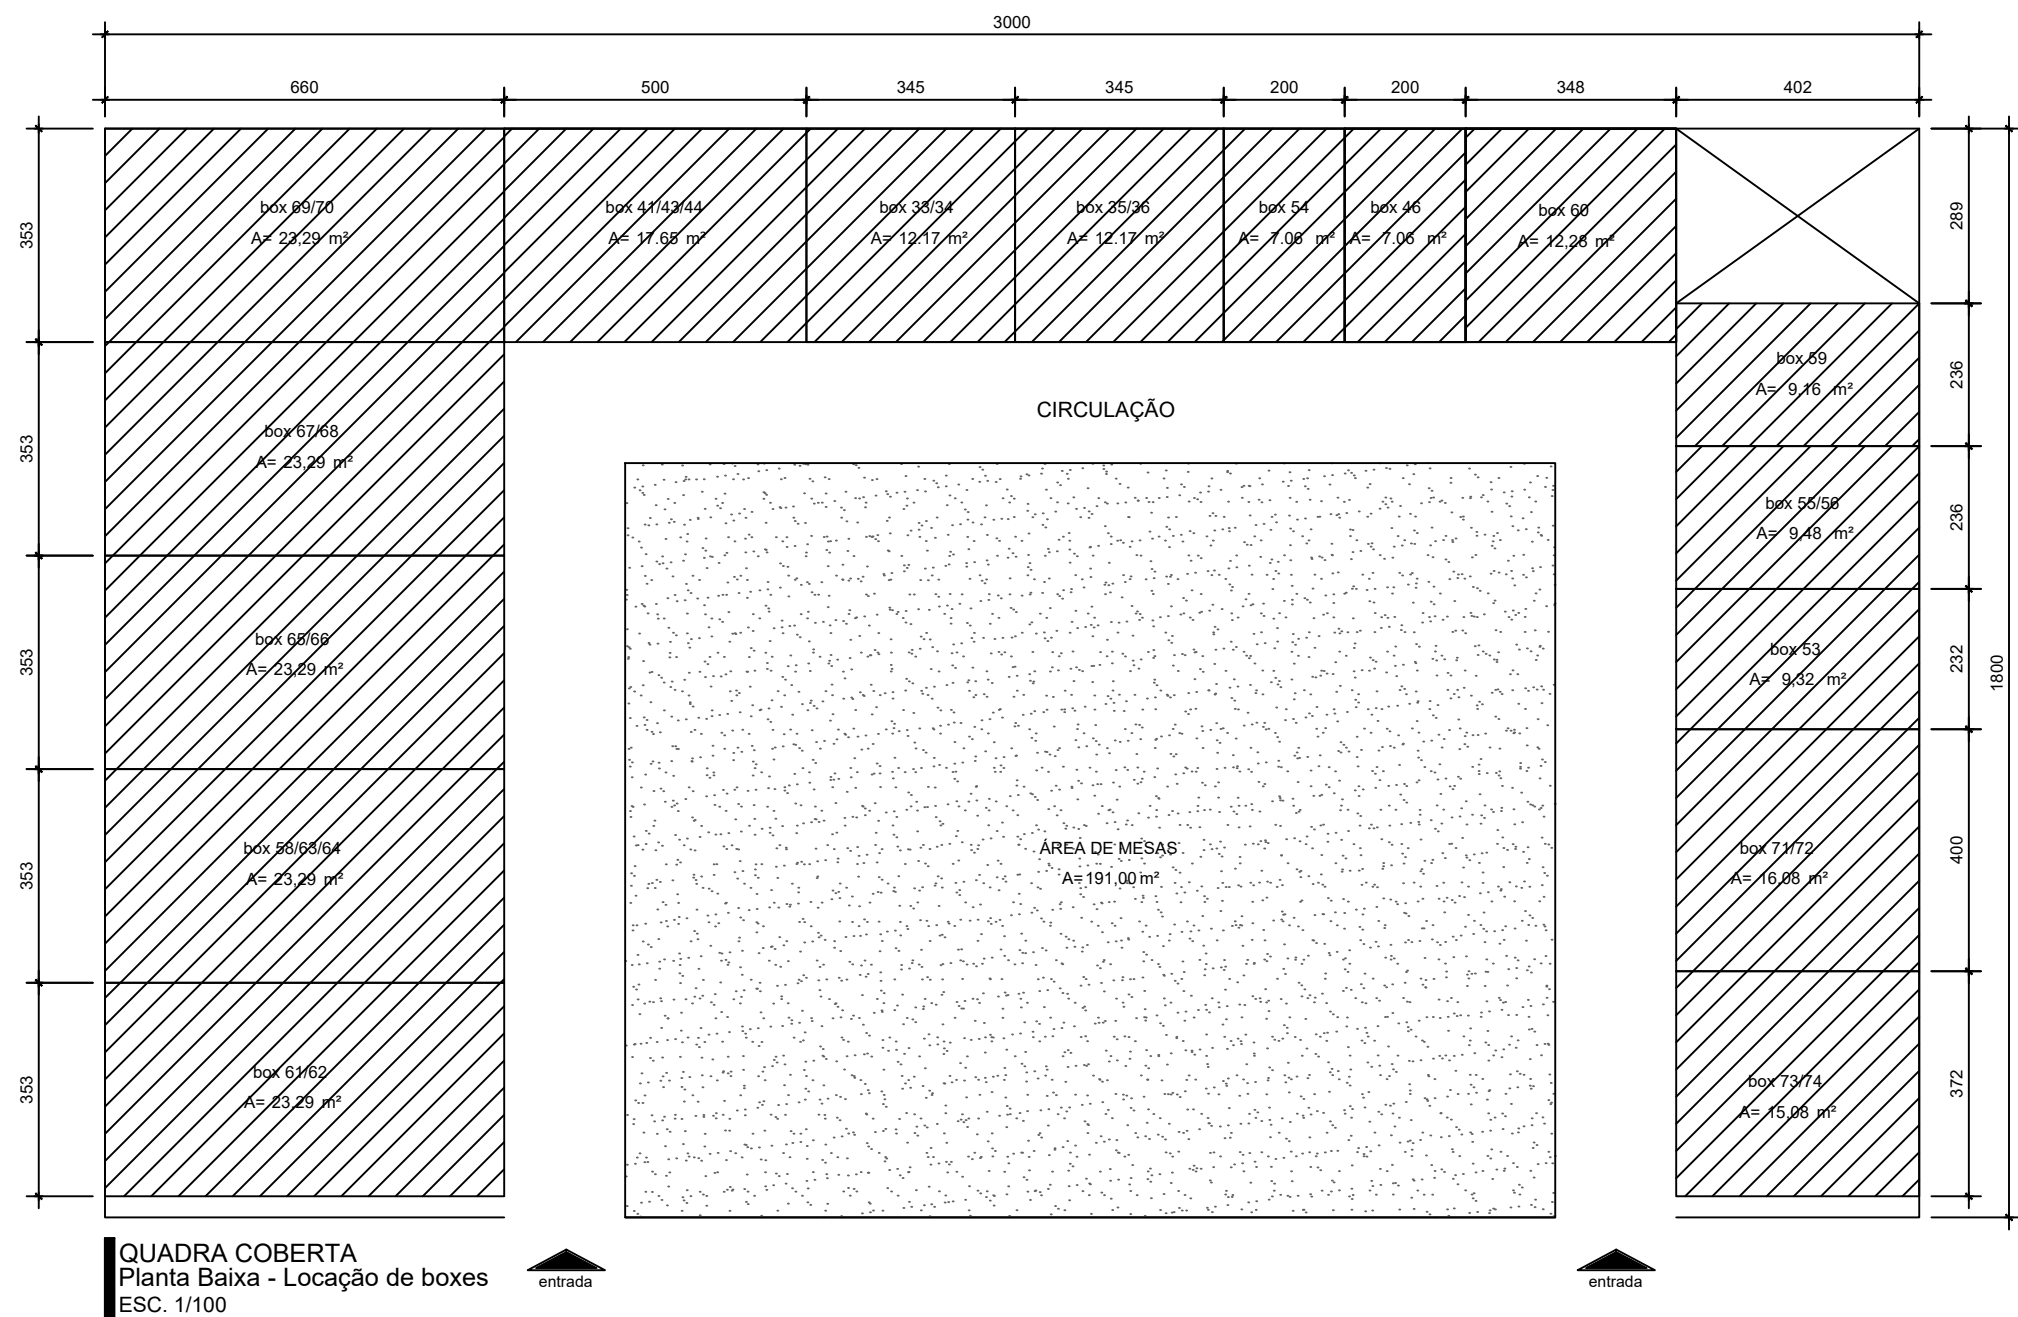 3000
660
500
345
345
200
200
348
402
353
353
353
353
353
box 69/70
A= 23,29 m²
box 41/43/44
A= 17.65 m²
box 33/34
A= 12.17 m²
box 35/36
A= 12.17 m²
box 54
A= 7.06 m²
box 46
A= 7.06 m²
box 60
A= 12,28 m²
289
236
236
232
400
372
1800
box 59
A= 9.16 m²
CIRCULAÇÃO
box 67/68
A= 23,29 m²
box 55/56
A= 9,48 m²
box 65/66
A= 23,29 m²
box 53
A= 9,32 m²
box 58/63/64
A= 23,29 m²
ÁREA DE MESAS
A=191,00 m²
box 71/72
A= 16,08 m²
box 61/62
A= 23,29 m²
box 73/74
A= 15,08 m²
QUADRA COBERTA
Planta Baixa - Locação de boxes
ESC. 1/100
entrada
entrada